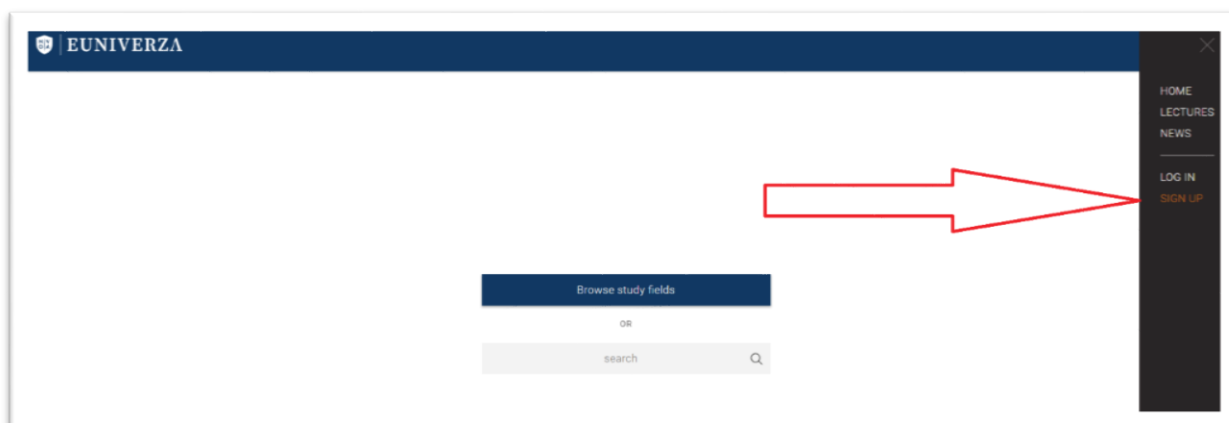 EUNIVERZA
HOME
LECTURES
NEWS
LOG IN
SIGN UP
Browse study fields
OR
search